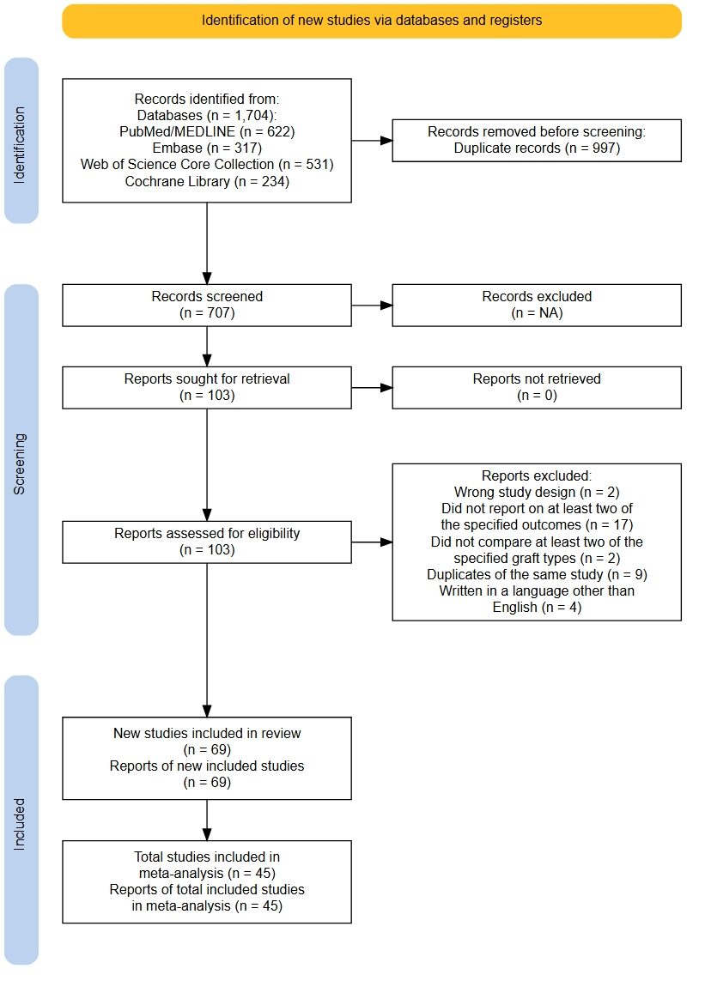 Identification of new studies via databases and registers
Identification
Records identified from:
Databases (n = 1,704):
PubMed/MEDLINE (n = 622)
Embase (n = 317)
Web of Science Core Collection (n = 531)
Cochrane Library (n = 234)
Records removed before screening:
Duplicate records (n = 997)
Screening
Records screened
(n = 707)
Records excluded
(n = NA)
Reports sought for retrieval
(n = 103)
Reports not retrieved
(n = 0)
Reports assessed for eligibility
(n = 103)
Reports excluded:
Wrong study design (n = 2)
Did not report on at least two of
the specified outcomes (n = 17)
Did not compare at least two of the
specified graft types (n = 2)
Duplicates of the same study (n = 9)
Written in a language other than
English (n = 4)
Included
New studies included in review
(n = 69)
Reports of new included studies
(n = 69)
Total studies included in
meta-analysis (n = 45)
Reports of total included studies
in meta-analysis (n = 45)